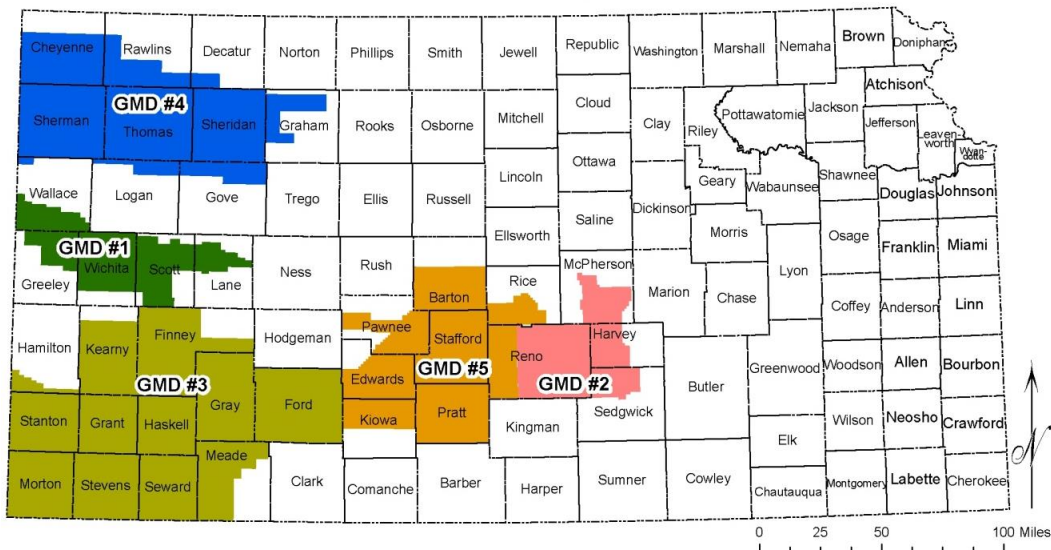 Cheyenne Rawlins Decatur Norton Phillips Smith Jewell Republic Washington Marshall Nemaha Brown Doniphan
Atchison
GMD #4
Sherman Thomas Sheridan Graham Rooks Osborne Mitchell Cloud Clay Riley Pottawatomie Jackson Jefferson
eaven-
worth
Wyan-
dotte
Ottawa
Wallace Logan Gove Trego Ellis Russell Lincoln Dickinson Geary Wabaunsee Shawnee Douglas Johnson
Saline
Ellsworth Morris Osage Franklin Miami
GMD #1
Greeley Wichita Scott Lane Ness Rush Barton Rice McPherson Marion Chase Lyon Coffey Anderson Linn
Hamilton Kearny Finney Hodgeman Pawnee Stafford Reno Harvey
GMD #3
GMD #5
GMD #2
Edwards Butler Greenwood Woodson Allen Bourbon
Stanton Grant Haskell Gray Ford Kiowa Pratt Kingman Sedgwick Elk Wilson Neosho Crawford
Meade
Morton Stevens Seward Clark Comanche Barber Harper Sumner Cowley Chautauqua Montgomery Labette Cherokee
N
0 25 50 100 Miles